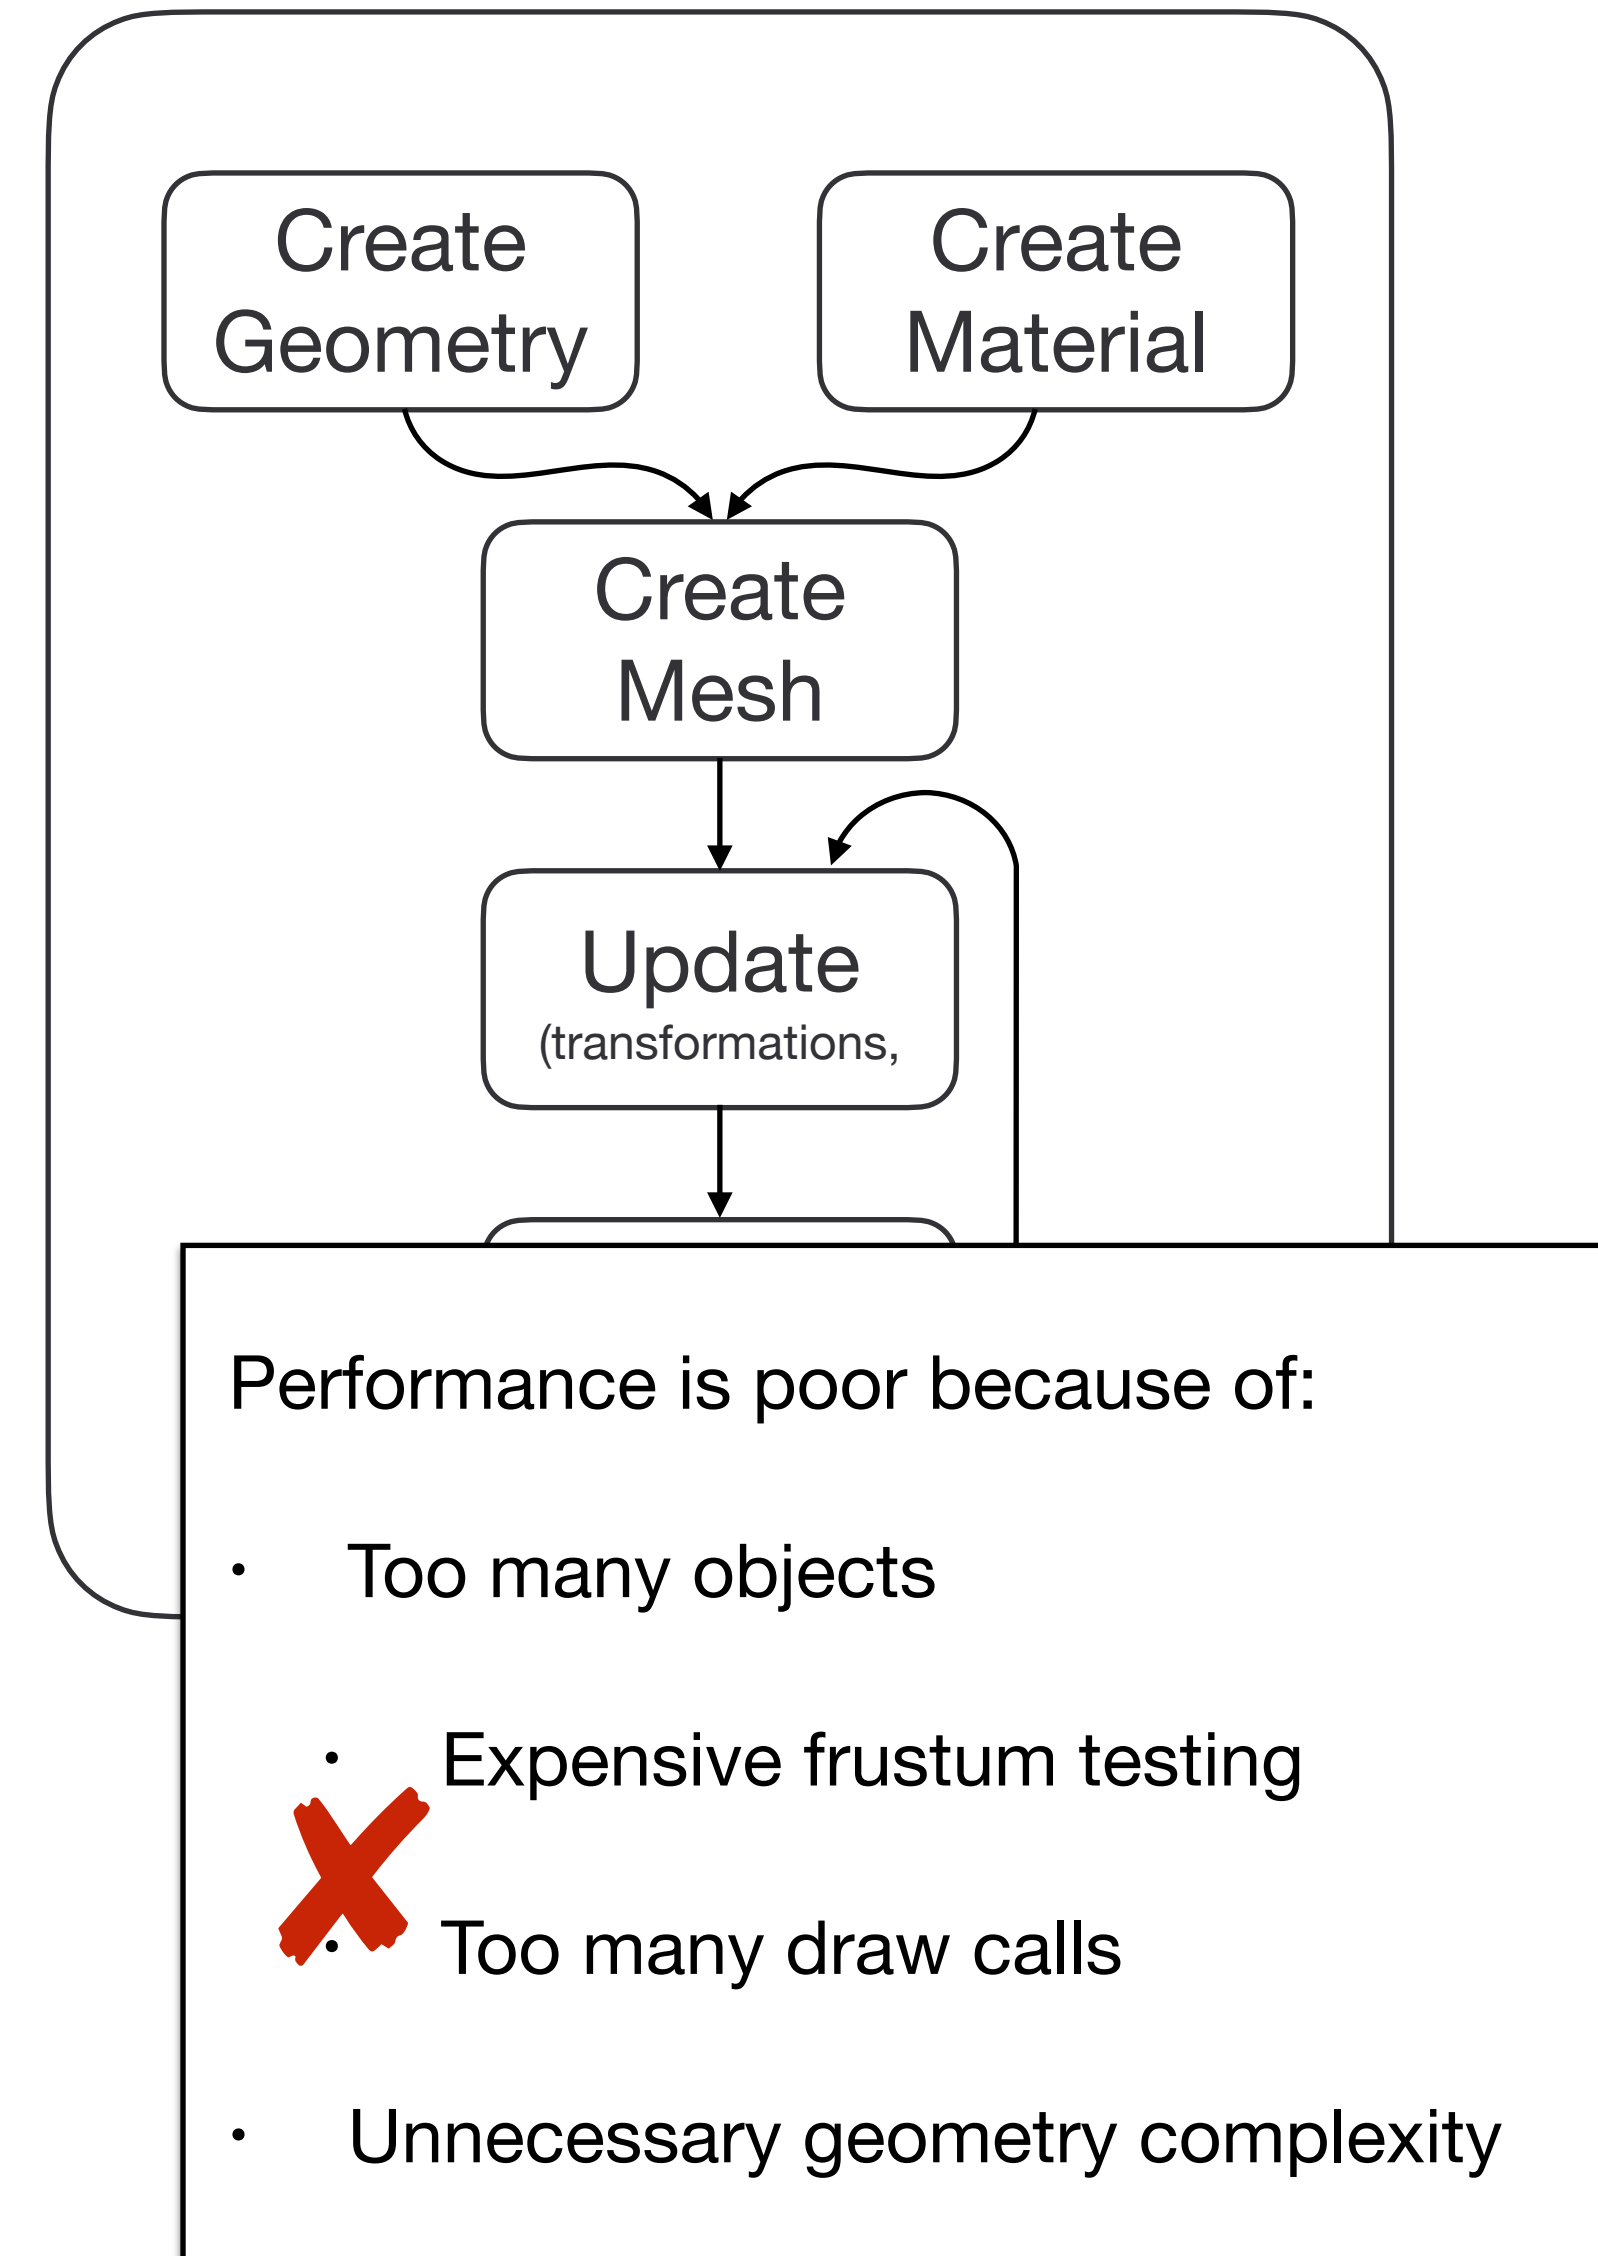 Create
Geometry
Create
Material
Create
Mesh
Update
(transformations,
Performance is poor because of:
• Too many objects
• Expensive frustum testing
• Too many draw calls
• Unnecessary geometry complexity